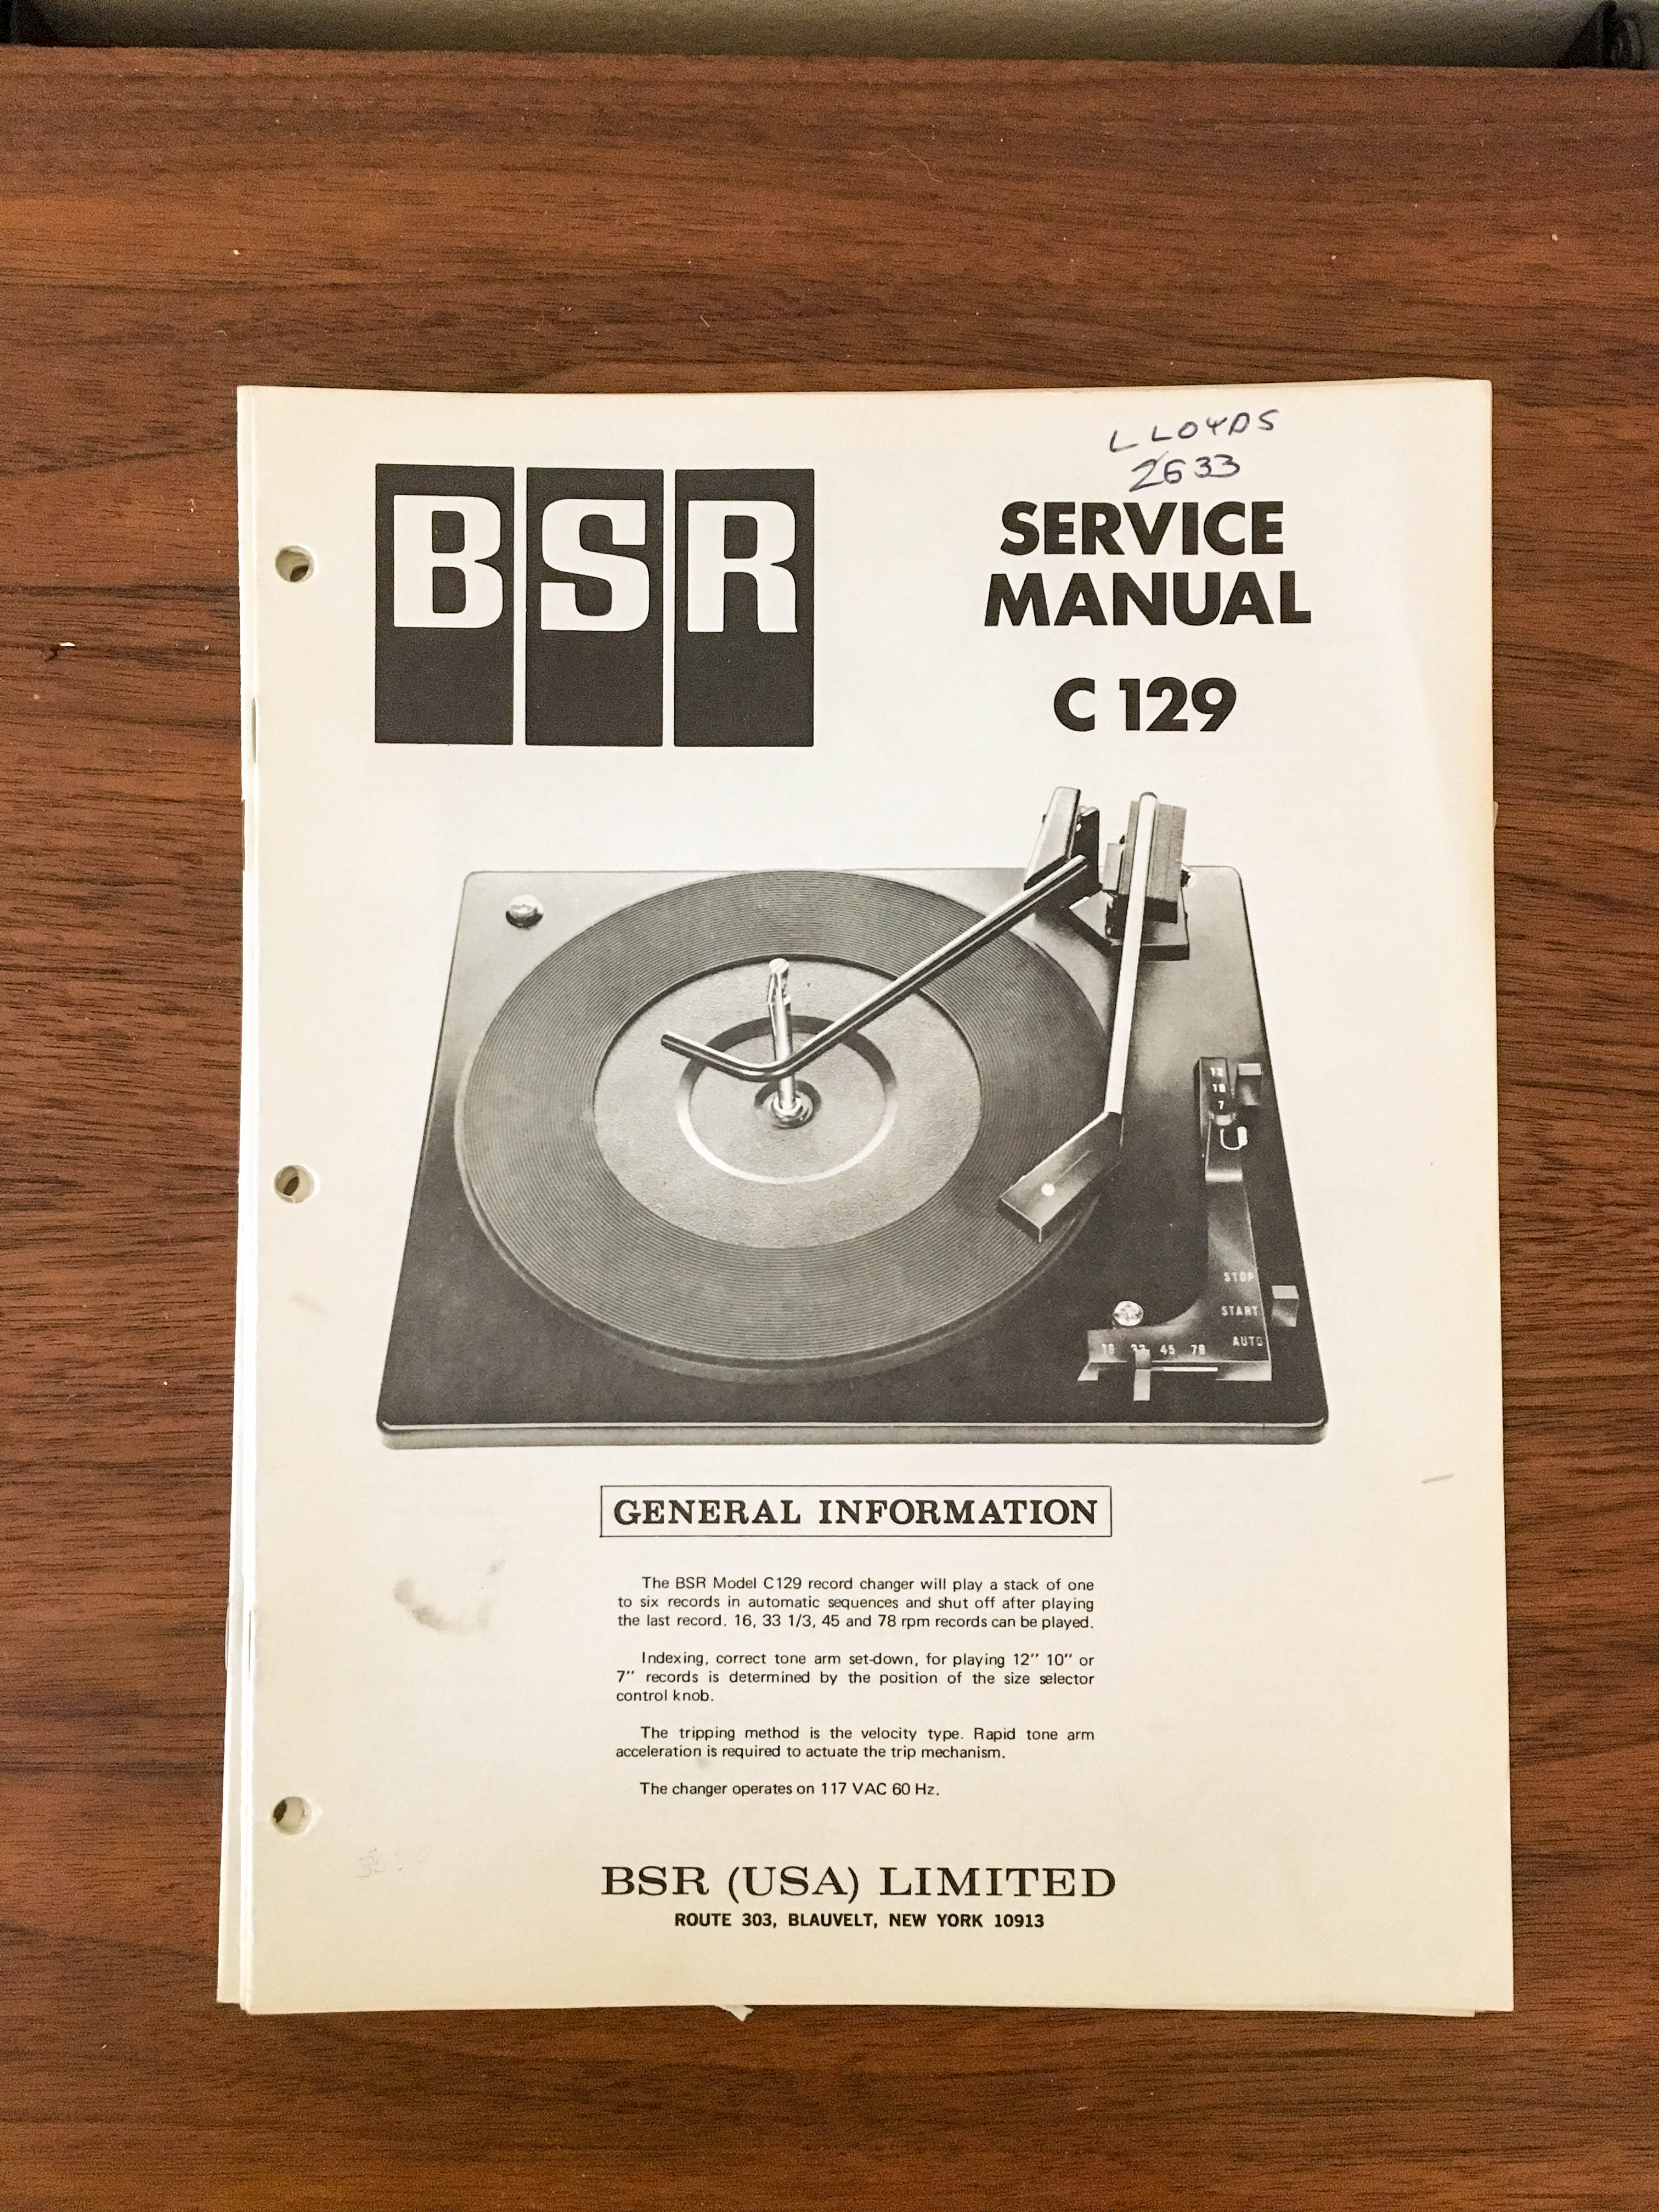 LLOYDS
2633
BSR
SERVICE
MANUAL
C 129
12
10
7
STOP
START
AUTO
16 33 45 78
GENERAL INFORMATION
The BSR Model C129 record changer will play a stack of one
to six records in automatic sequences and shut off after playing
the last record. 16, 33 1/3, 45 and 78 rpm records can be played.
Indexing, correct tone arm set-down, for playing 12" 10" or
7" records is determined by the position of the size selector
control knob.
The tripping method is the velocity type. Rapid tone arm
acceleration is required to actuate the trip mechanism.
The changer operates on 117 VAC 60 Hz.
BSR (USA) LIMITED
ROUTE 303, BLAUVELT, NEW YORK 10913